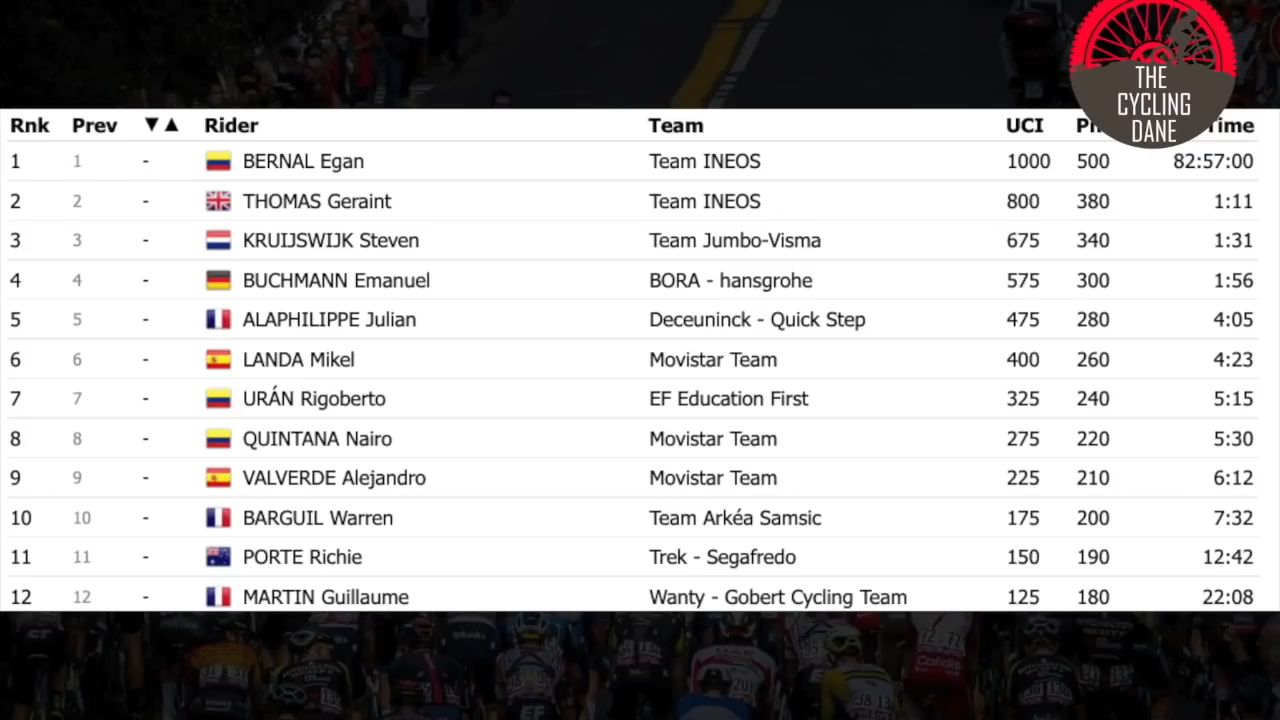 THE
CYCLING
DANE
Rnk Prev ▼▲ Rider Team UCI Time
1 1 - BERNAL Egan Team INEOS 1000 500 82:57:00
2 2 - THOMAS Geraint Team INEOS 800 380 1:11
3 3 - KRUIJSWIJK Steven Team Jumbo-Visma 675 340 1:31
4 4 - BUCHMANN Emanuel BORA - hansgrohe 575 300 1:56
5 5 - ALAPHILIPPE Julian Deceuninck - Quick Step 475 280 4:05
6 6 - LANDA Mikel Movistar Team 400 260 4:23
7 7 - URÁN Rigoberto EF Education First 325 240 5:15
8 8 - QUINTANA Nairo Movistar Team 275 220 5:30
9 9 - VALVERDE Alejandro Movistar Team 225 210 6:12
10 10 - BARGUIL Warren Team Arkéa Samsic 175 200 7:32
11 11 - PORTE Richie Trek - Segafredo 150 190 12:42
12 12 - MARTIN Guillaume Wanty - Gobert Cycling Team 125 180 22:08